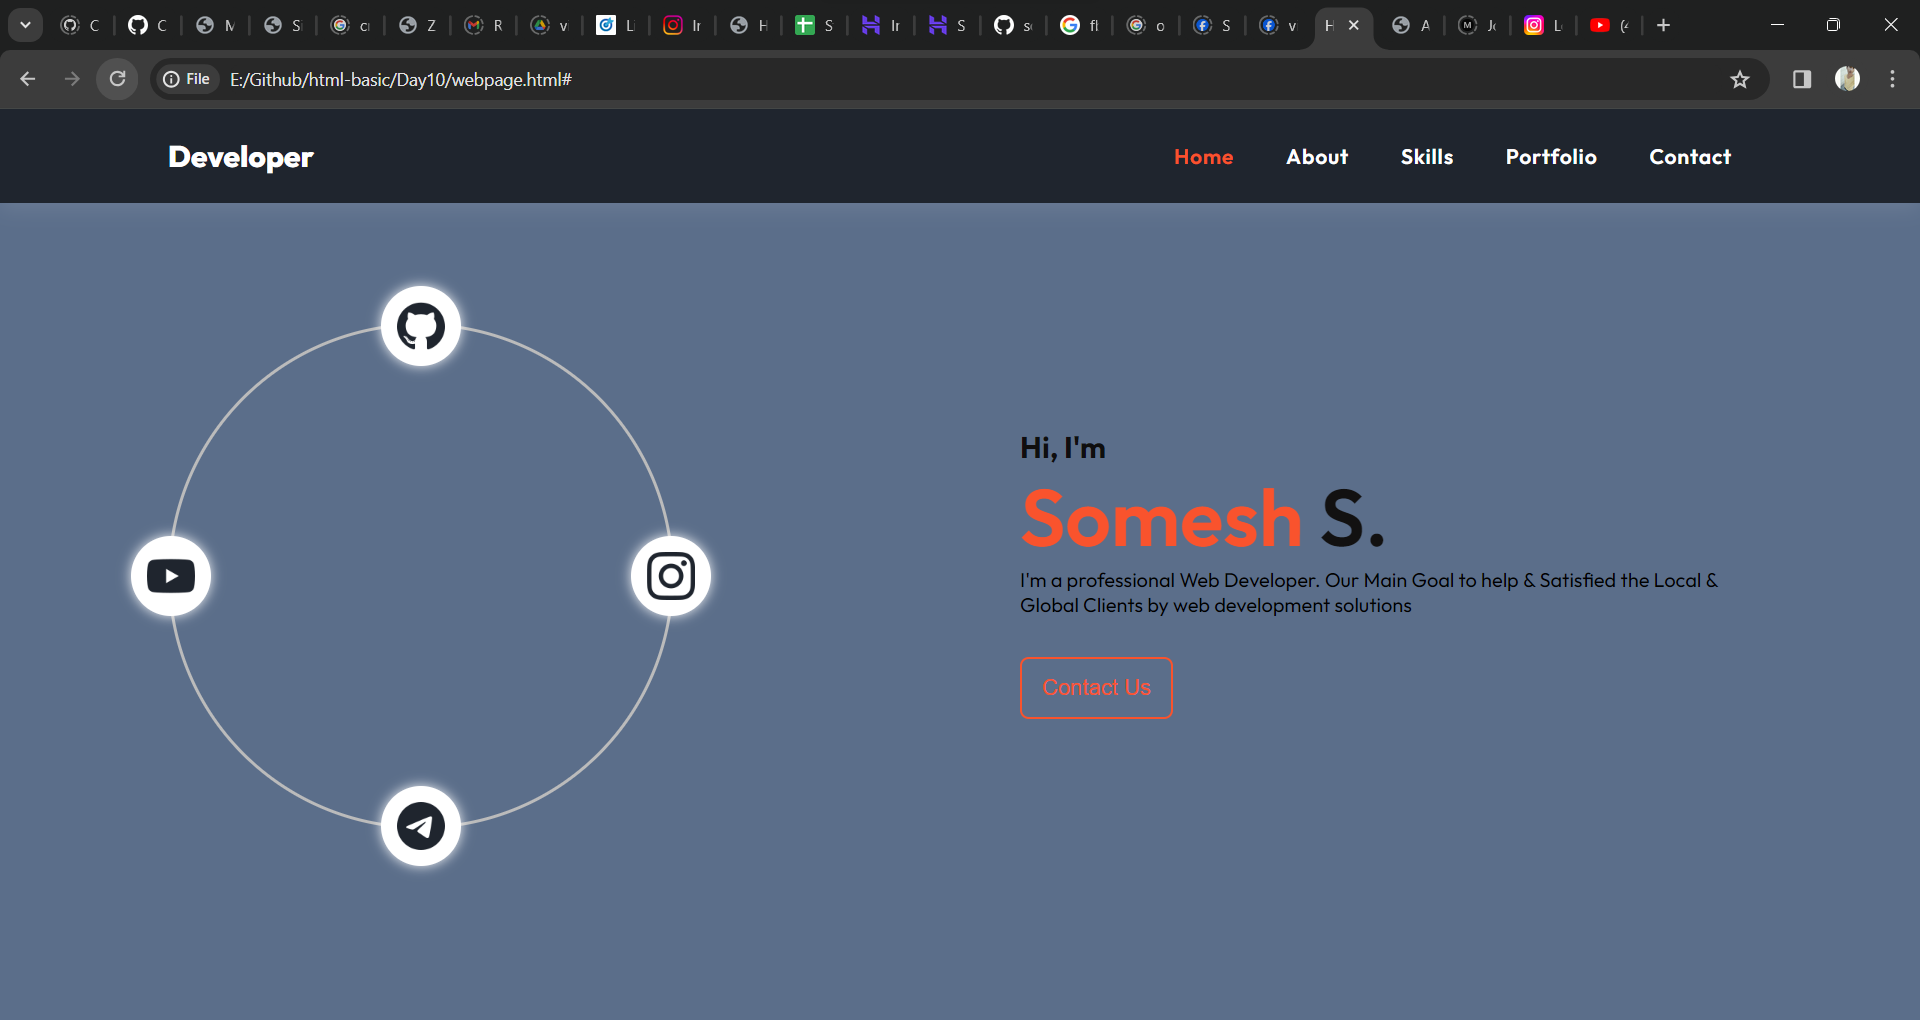 C
C
M
S
c
Z
R
v
L
H
S
S
fl
o
S
v
H
A
L
File
E:/Github/html-basic/Day10/webpage.html#
Developer
Home
About
Skills
Portfolio
Contact
Hi, I'm
Somesh S.
I'm a professional Web Developer. Our Main Goal to help & Satisfied the Local &
Global Clients by web development solutions
Contact Us